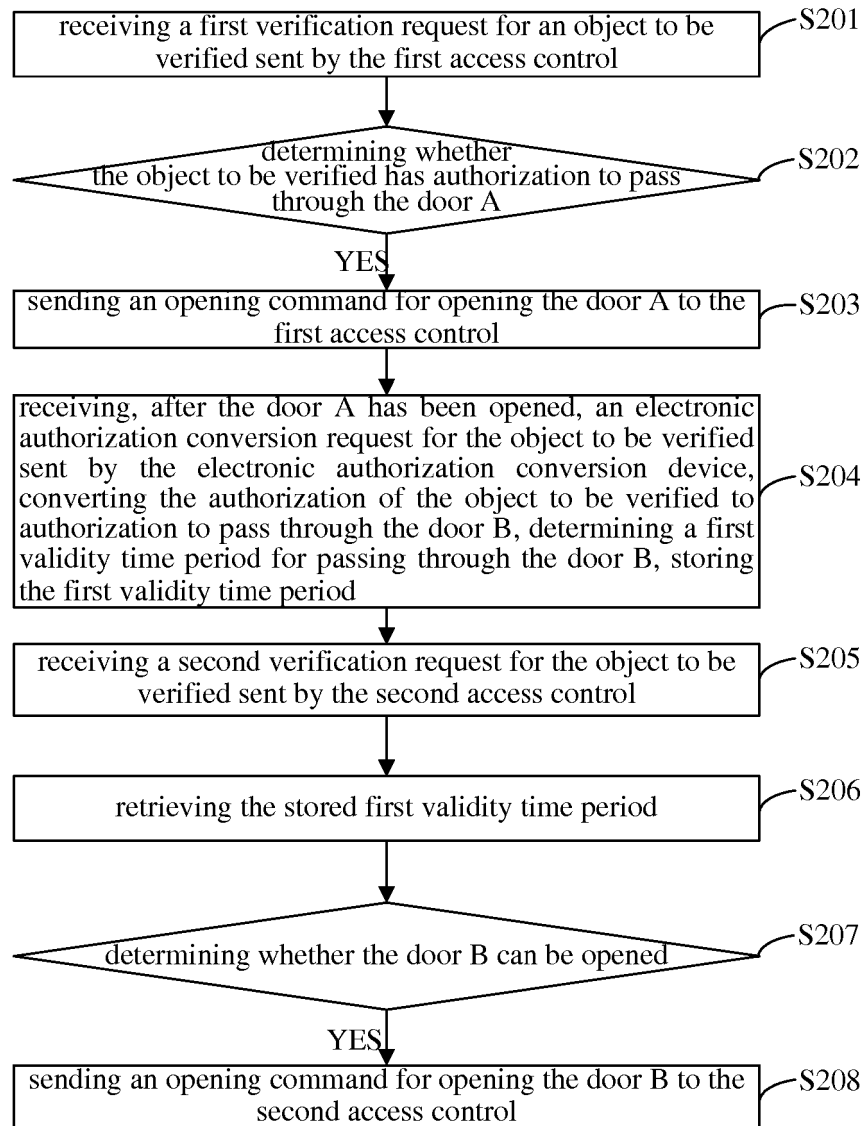 receiving a first verification request for an object to be
verified sent by the first access control
S201
determining whether
the object to be verified has authorization to pass
through the door A
S202
YES
sending an opening command for opening the door A to the
first access control
S203
receiving, after the door A has been opened, an electronic
authorization conversion request for the object to be verified
sent by the electronic authorization conversion device,
converting the authorization of the object to be verified to
authorization to pass through the door B, determining a first
validity time period for passing through the door B, storing
the first validity time period
S204
receiving a second verification request for the object to be
verified sent by the second access control
S205
retrieving the stored first validity time period
S206
determining whether the door B can be opened
S207
YES
sending an opening command for opening the door B to the
second access control
S208